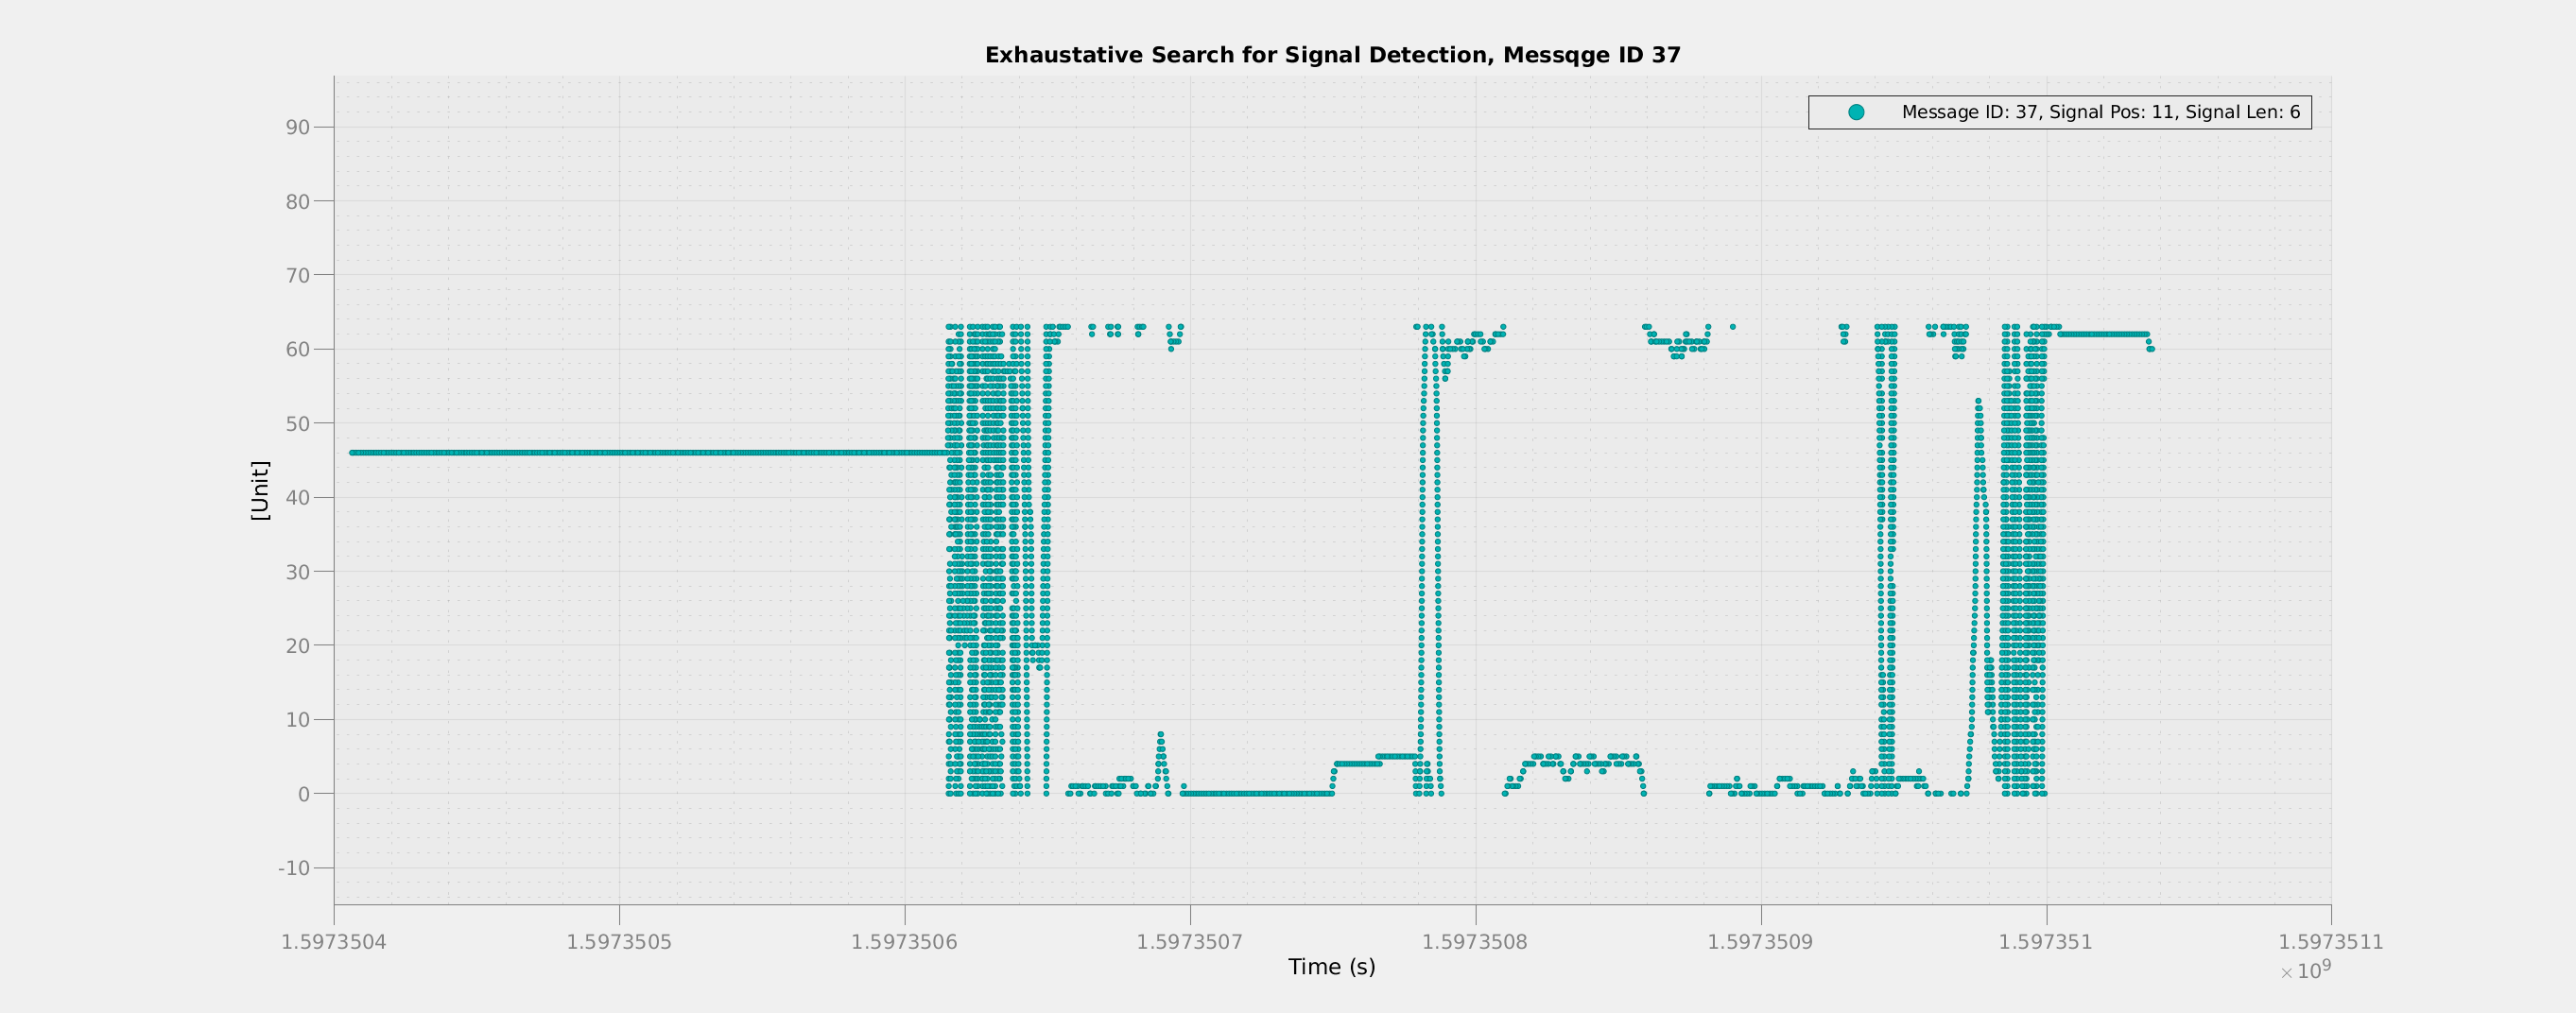 Exhaustative Search for Signal Detection, Messqge ID 37
Message ID: 37, Signal Pos: 11, Signal Len: 6
90
80
70
60
50
40
30
20
10
0
-10
[Unit]
1.5973504 1.5973505 1.5973506 1.5973507 1.5973508 1.5973509 1.597351 1.5973511
Time (s)
×10⁹